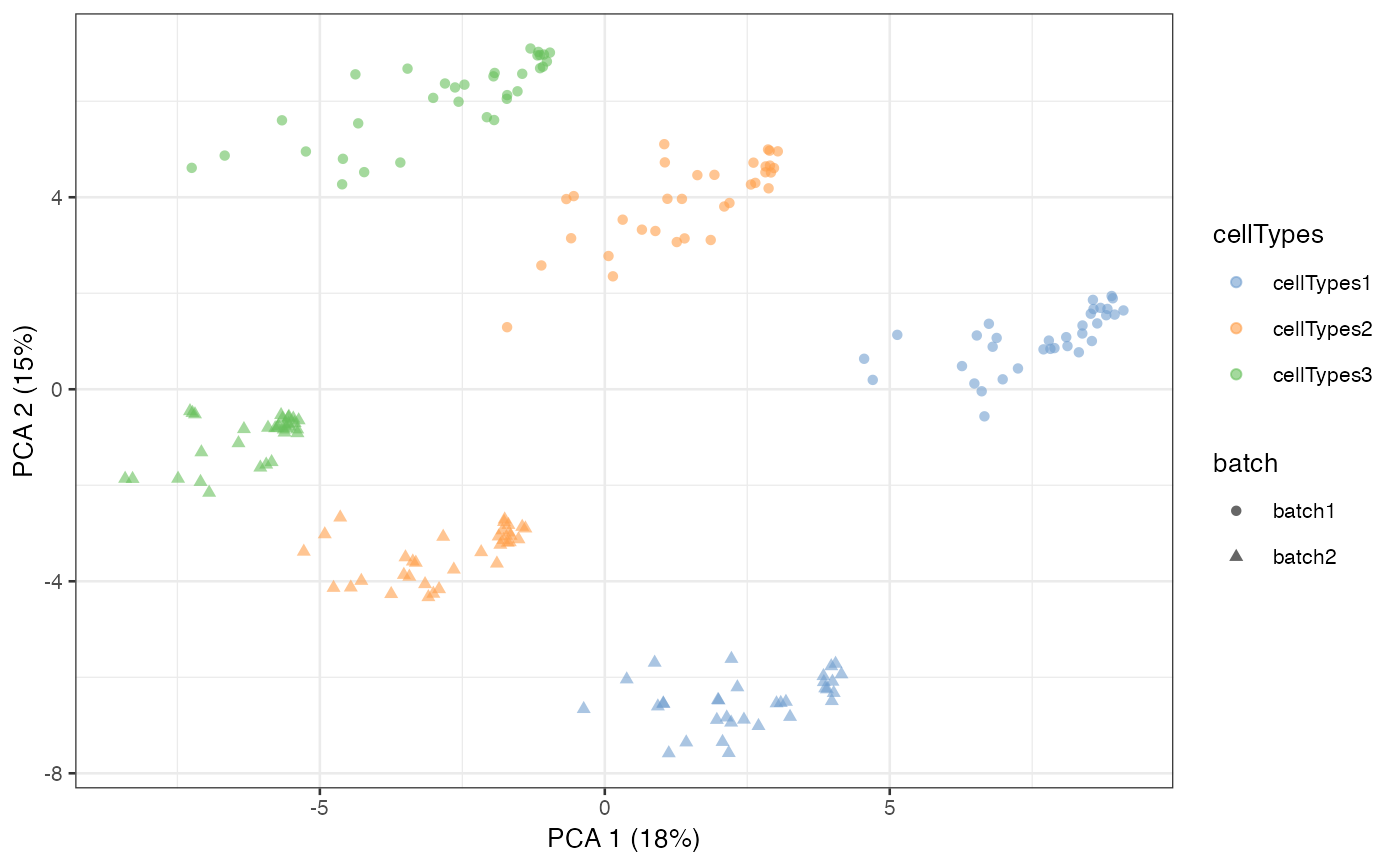 4
0
-4
-8
-5
0
5
PCA 1 (18%)
PCA 2 (15%)
cellTypes
cellTypes1
cellTypes2
cellTypes3
batch
batch1
batch2